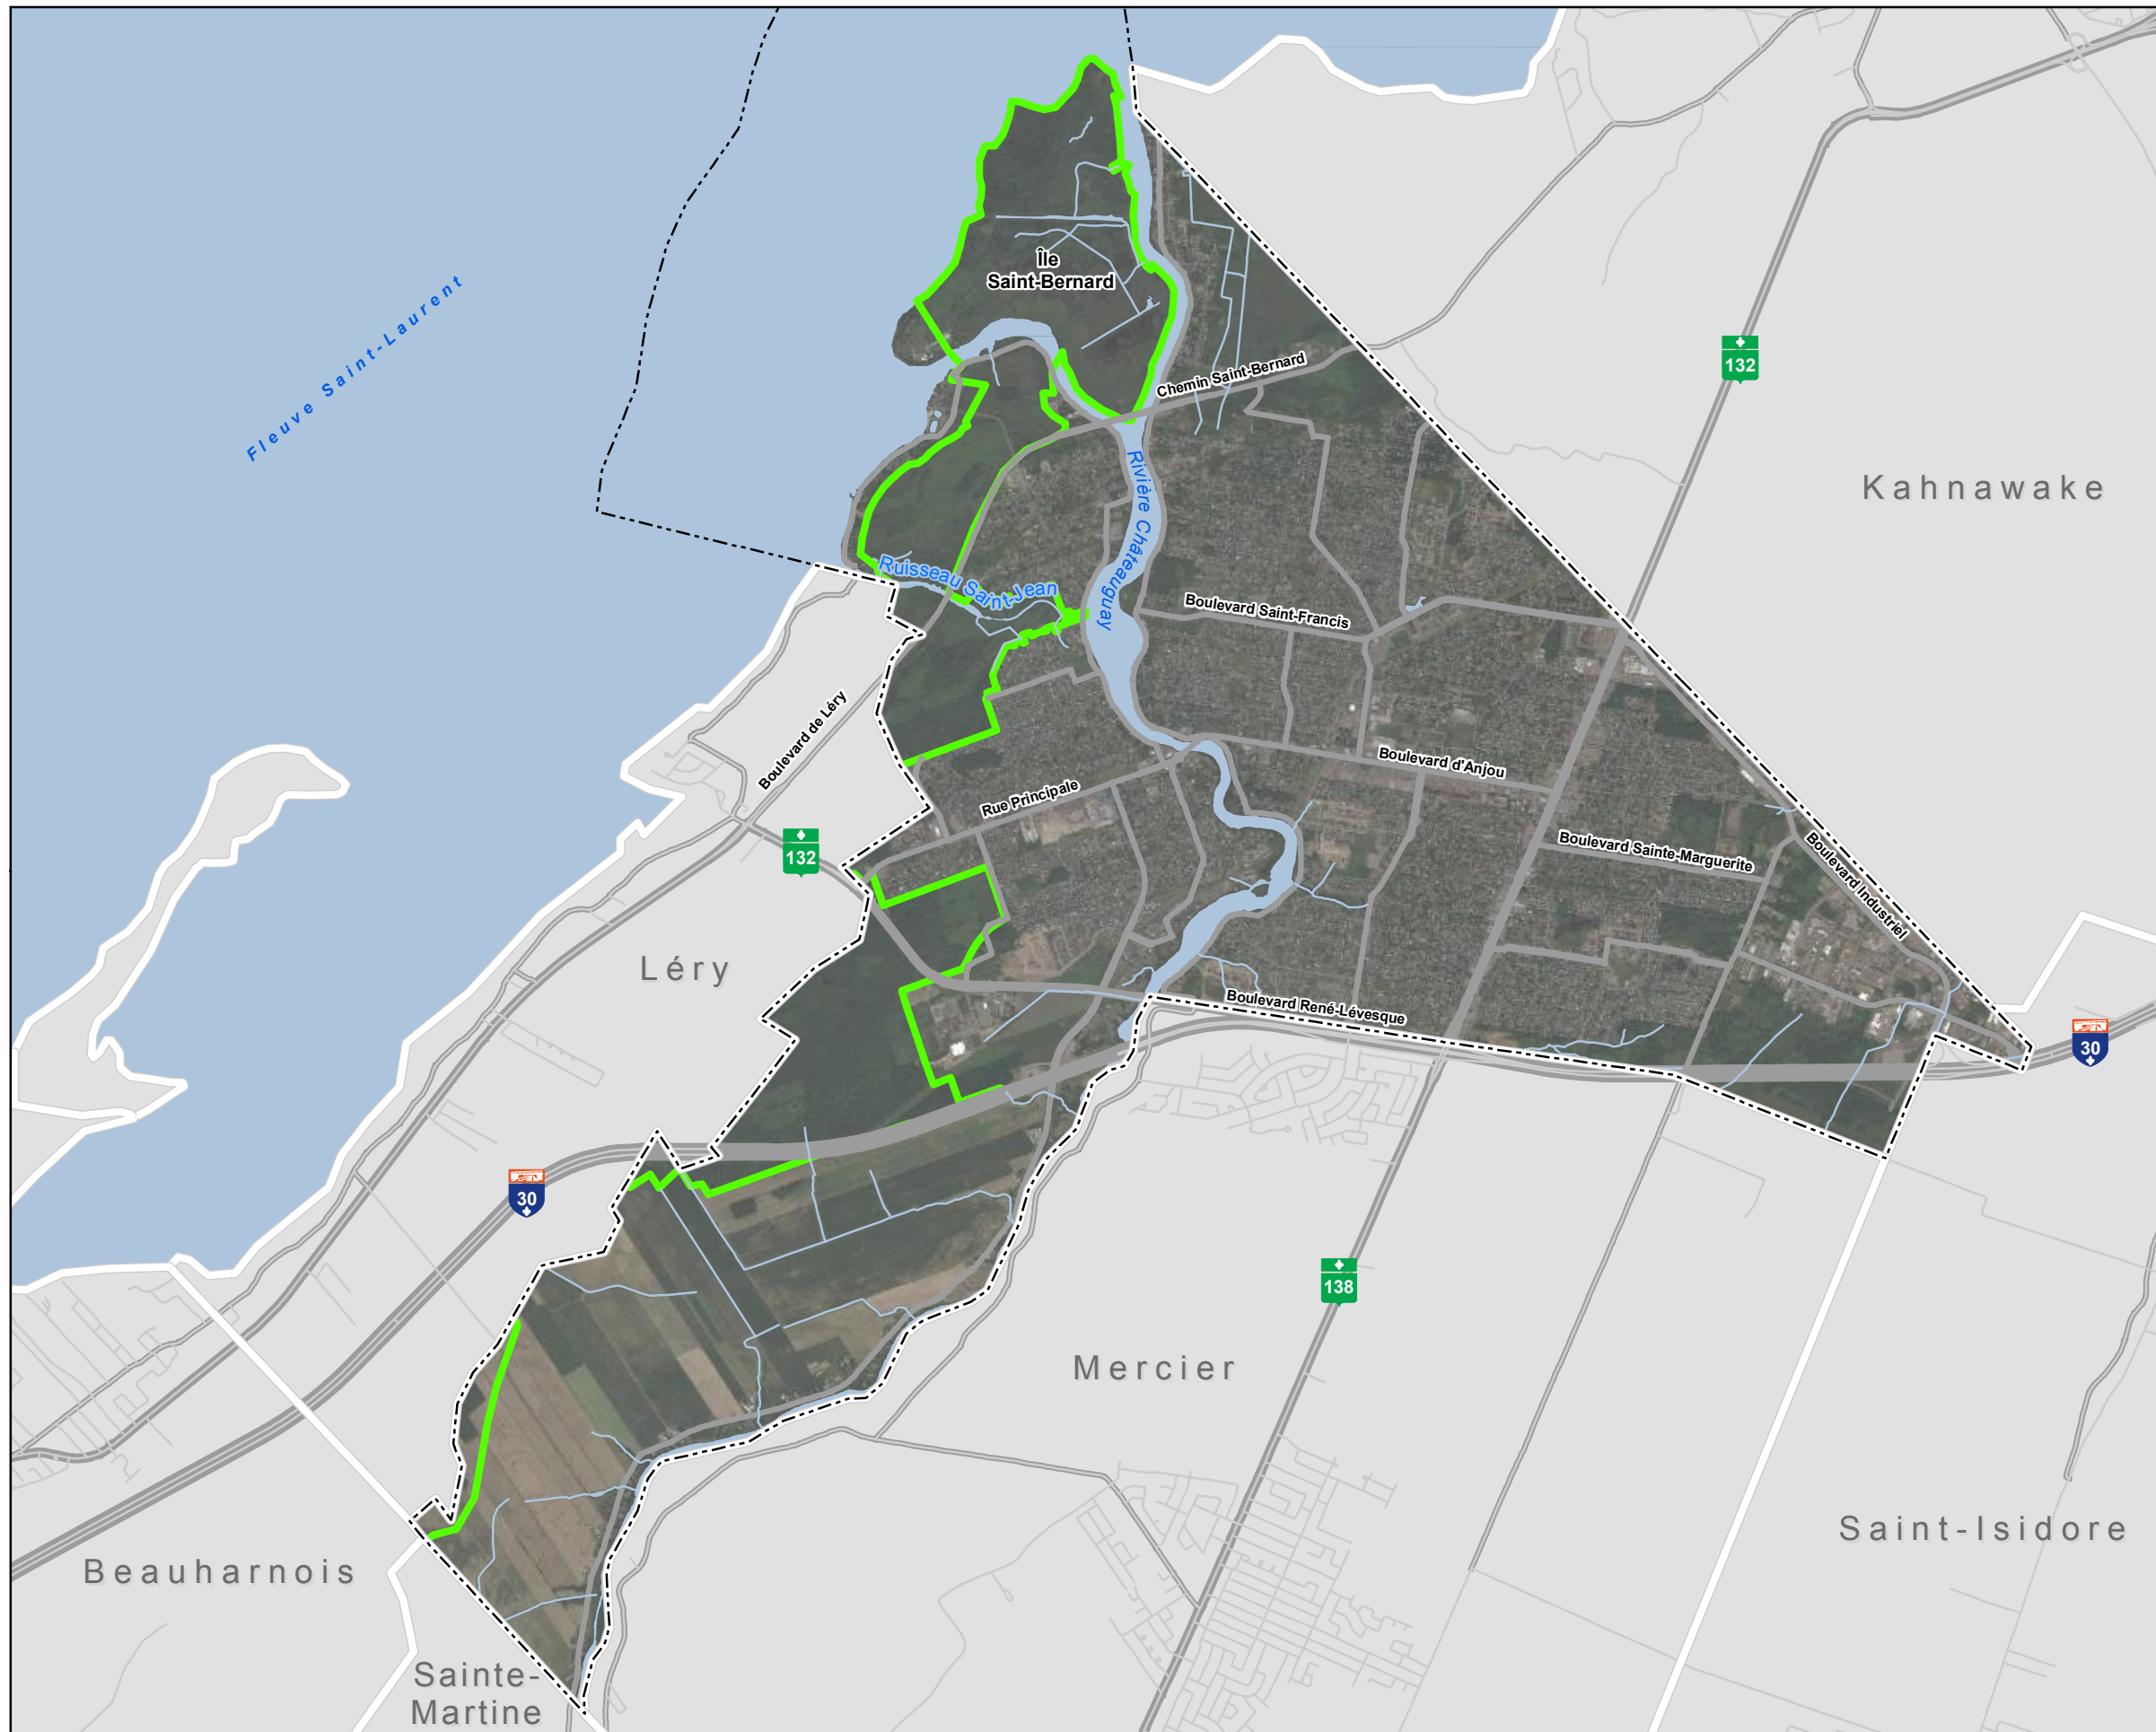 Île
Saint-Bernard
Fleuve Saint-Laurent
Chemin Saint-Bernard
132
Kahnawake
Rivière Châteauguay
Ruisseau Saint-Jean
Boulevard Saint-Francis
Boulevard de Léry
Boulevard d'Anjou
Rue Principale
132
Boulevard Sainte-Marguerite
Boulevard Industriel
Léry
Boulevard René-Lévesque
30
30
138
Mercier
Saint-Isidore
Beauharnois
Sainte-
Martine